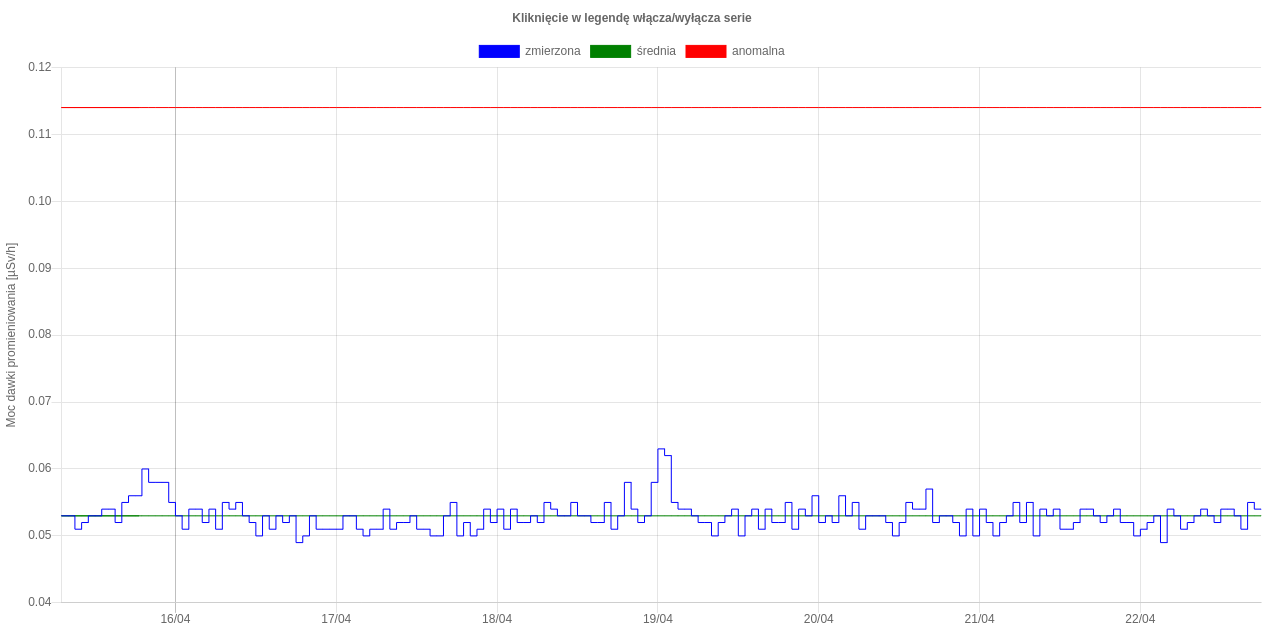 Kliknięcie w legendę włącza/wyłącza serie
zmierzona średnia anomalna
Moc dawki promieniowania [µSv/h]
0.12
0.11
0.10
0.09
0.08
0.07
0.06
0.05
0.04
16/04 17/04 18/04 19/04 20/04 21/04 22/04